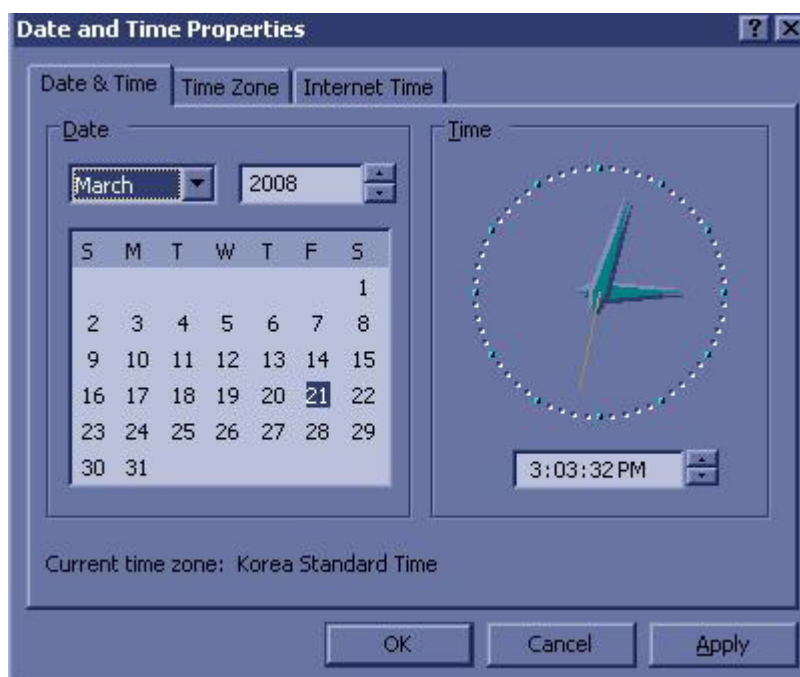 Date and Time Properties
Date & Time Time Zone Internet Time
Date
March 2008
S M T W T F S
1
2 3 4 5 6 7 8
9 10 11 12 13 14 15
16 17 18 19 20 21 22
23 24 25 26 27 28 29
30 31
Time
3:03:32 PM
Current time zone: Korea Standard Time
OK Cancel Apply